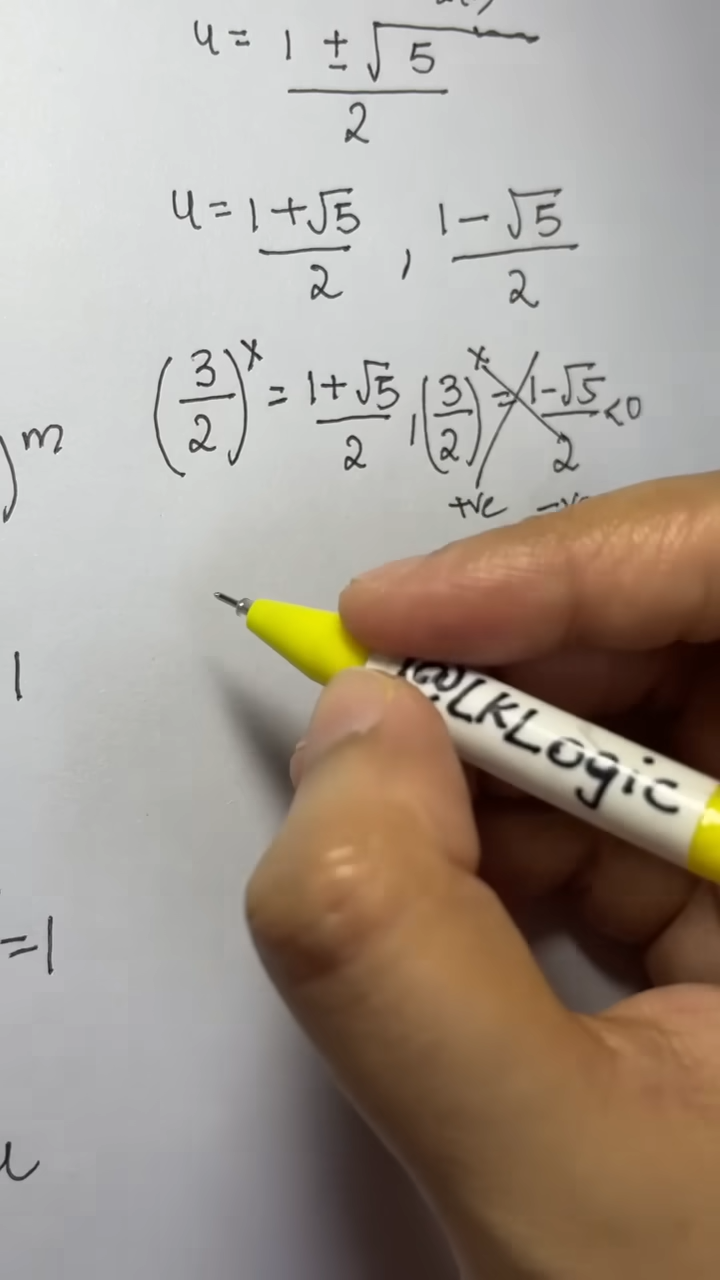 u = (1 ± √5)/2
u = (1+√5)/2 , (1-√5)/2
(3/2)^x = (1+√5)/2 , (3/2)^x = (1-√5)/2 <0
)^m
+ve -ve
@LKLogic
1
=1
u